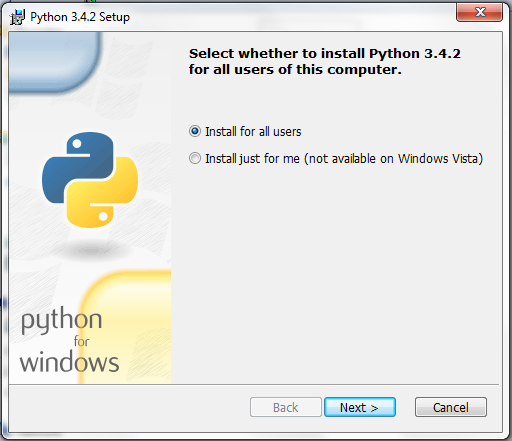 Python 3.4.2 Setup
Select whether to install Python 3.4.2
for all users of this computer.
Install for all users
Install just for me (not available on Windows Vista)
python
for
windows
Back
Next >
Cancel